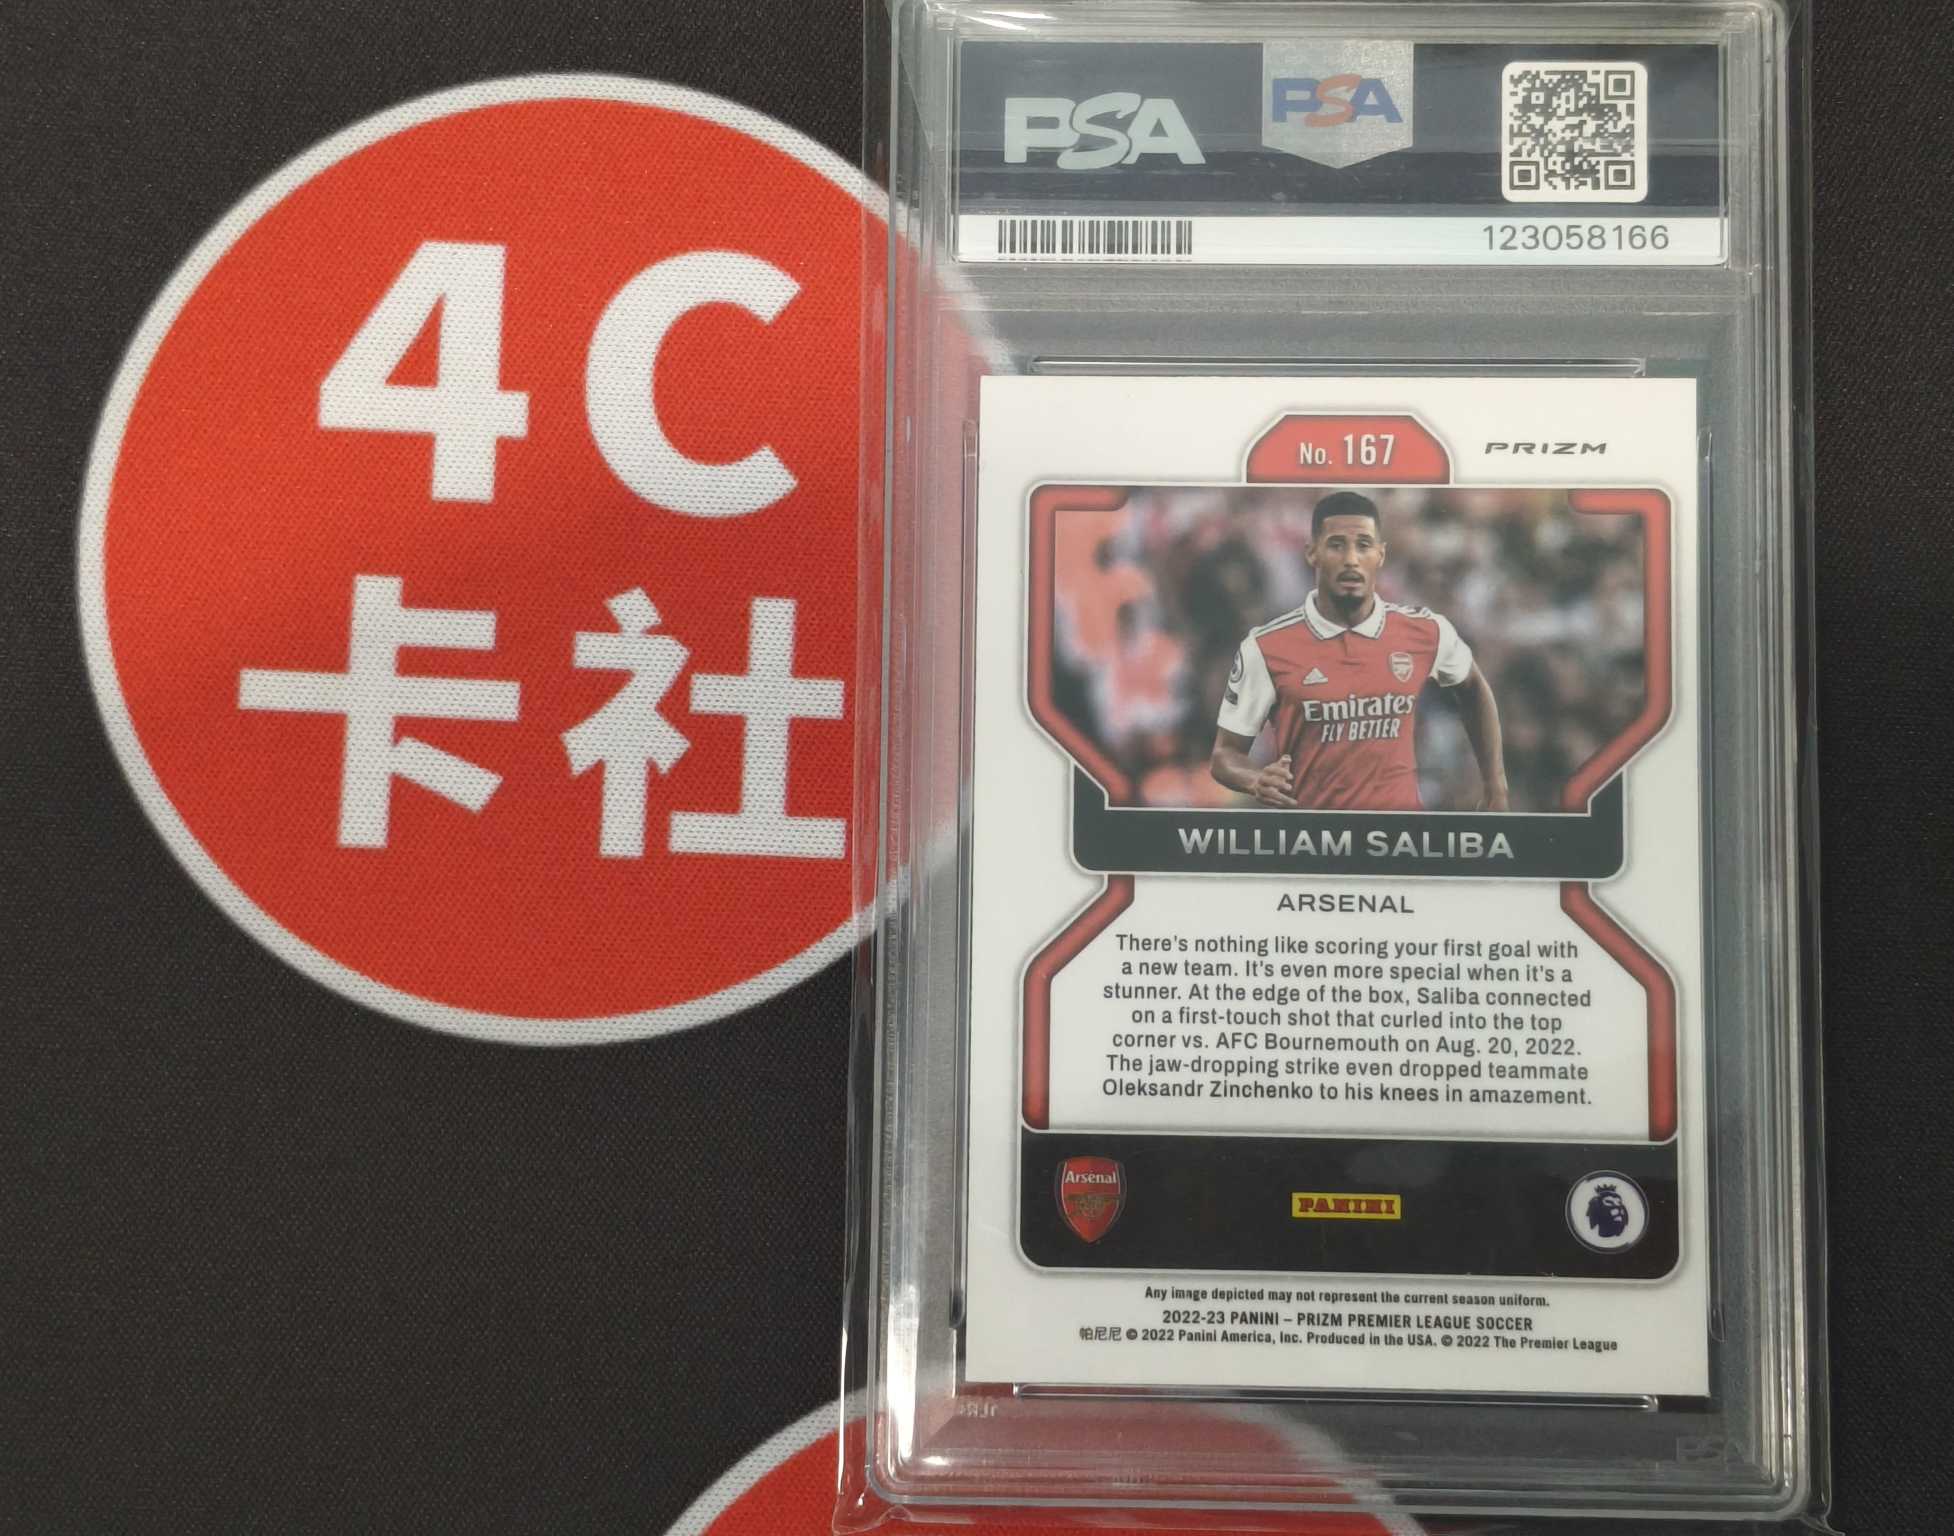 4C
卡社
PSA
PSA
123058166
No. 167
PRIZM
Emirates
FLY BETTER
WILLIAM SALIBA
ARSENAL
There's nothing like scoring your first goal with
a new team. It's even more special when it's a
stunner. At the edge of the box, Saliba connected
on a first-touch shot that curled into the top
corner vs. AFC Bournemouth on Aug. 20, 2022.
The jaw-dropping strike even dropped teammate
Oleksandr Zinchenko to his knees in amazement.
Arsenal
PANINI
Any image depicted may not represent the current season uniform.
2022-23 PANINI – PRIZM PREMIER LEAGUE SOCCER
帕尼尼 © 2022 Panini America, Inc. Produced in the USA. © 2022 The Premier League
PSA